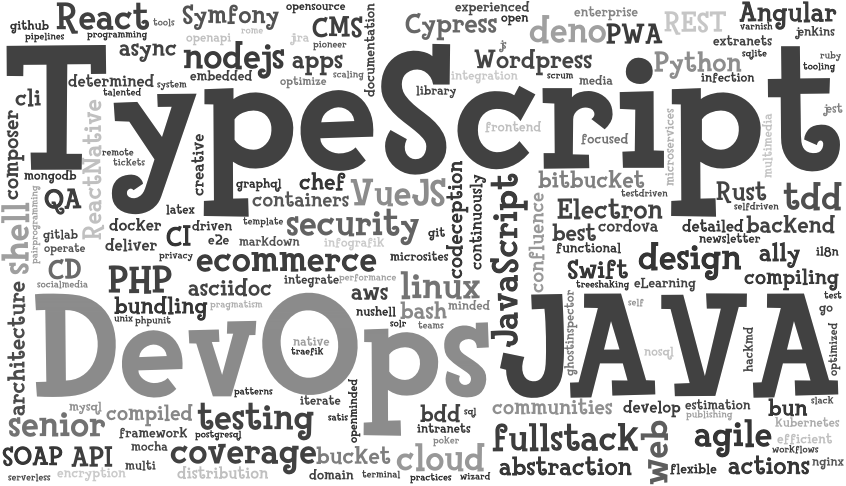 github
React
tools
Symfony
opensource
CMS
documentation
experienced
open
enterprise
Angular
pipelines
programming
openapi
rome
jira
pioneer
Cypress
deno
PWA
REST
varnish
jenkins
async
nodejs
apps
scaling
js
Wordpress
extranets
sqlite
ruby
tooling
determined
talented
system
embedded
optimize
library
integration
scrum
media
Python
infection
cli
TypeScript
composer
ReactNative
remote
tickets
creative
frontend
focused
microservices
multimedia
jest
mongodb
graphql
chef
containers
VueJS
codeception
continuously
JavaScript
bitbucket
testdriven
Rust
selfdriven
tdd
QA
pairprogramming
shell
latex
template
security
git
confluence
Electron
cordova
best
detailed
backend
newsletter
gitlab
operate
docker
deliver
CI
driven
e2e
markdown
infografik
microsites
functional
design
ally
i18n
CD
socialmedia
privacy
ecommerce
integrate
performance
Swift
treeshaking
eLearning
compiling
PHP
asciidoc
aws
linux
self
test
go
architecture
bundling
pragmatism
nushell
bash
minded
unix
phpunit
solr
teams
ghostinspector
DevOps
JAVA
native
traefik
nosql
hackmd
optimized
patterns
openminded
mysql
compiled
testing
iterate
satis
bdd
sql
communities
develop
estimation
publishing
bun
slack
senior
framework
postgresql
intranets
poker
fullstack
web
agile
kubernetes
efficient
workflows
SOAP
API
mocha
multi
coverage
bucket
cloud
abstraction
flexible
actions
nginx
serverless
encryption
distribution
domain
terminal
practices
wizard